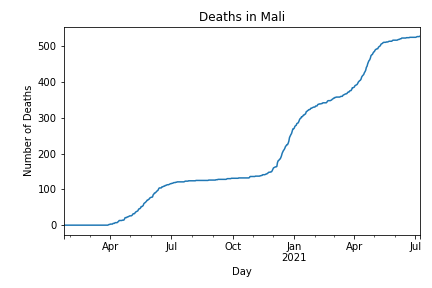 Deaths in Mali
Number of Deaths
500
400
300
200
100
0
Apr
Jul
Oct
Jan
2021
Apr
Jul
Day